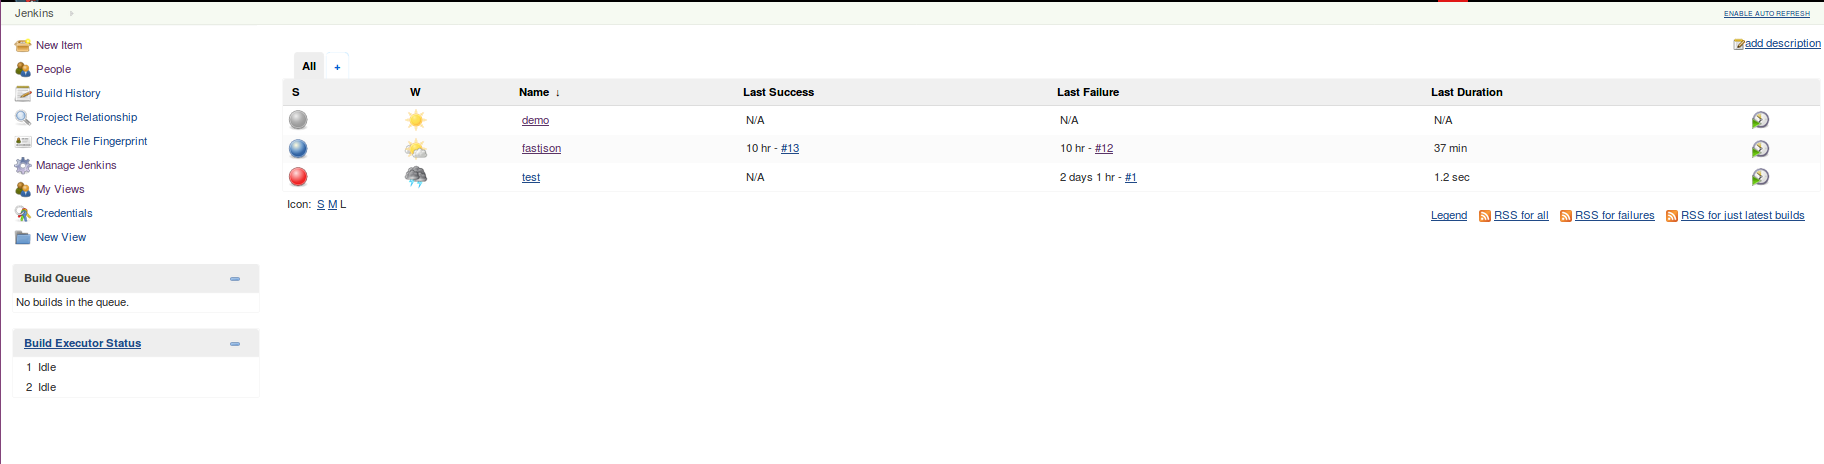 Jenkins
ENABLE AUTO REFRESH
New Item
People
Build History
Project Relationship
Check File Fingerprint
Manage Jenkins
My Views
Credentials
New View
Build Queue
No builds in the queue.
Build Executor Status
1 Idle
2 Idle
add description
All +
S W Name ↓ Last Success Last Failure Last Duration
demo N/A N/A N/A
fastjson 10 hr - #13 10 hr - #12 37 min
test N/A 2 days 1 hr - #1 1.2 sec
Icon: S M L
Legend RSS for all RSS for failures RSS for just latest builds